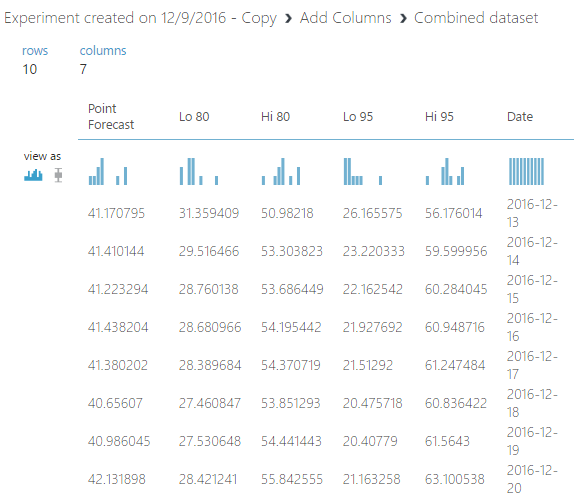 Experiment created on 12/9/2016 - Copy ❯ Add Columns ❯ Combined dataset
rows columns
10 7
Point Forecast Lo 80 Hi 80 Lo 95 Hi 95 Date
view as
41.170795 31.359409 50.98218 26.165575 56.176014 2016-12-13
41.410144 29.516466 53.303823 23.220333 59.599956 2016-12-14
41.223294 28.760138 53.686449 22.162542 60.284045 2016-12-15
41.438204 28.680966 54.195442 21.927692 60.948716 2016-12-16
41.380202 28.389684 54.370719 21.51292 61.247484 2016-12-17
40.65607 27.460847 53.851293 20.475718 60.836422 2016-12-18
40.986045 27.530648 54.441443 20.40779 61.5643 2016-12-19
42.131898 28.421241 55.842555 21.163258 63.100538 2016-12-20